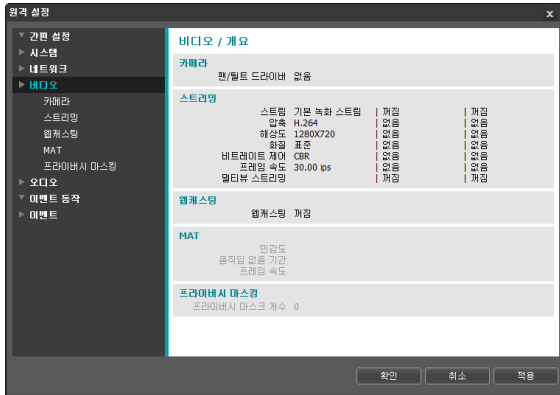 원격 설정 x
간편 설정
시스템
네트워크
비디오
카메라
스트리밍
웹캐스팅
MAT
프라이버시 마스킹
오디오
이벤트 동작
이벤트
비디오 / 개요
카메라
팬/틸트 드라이버 없음
스트리밍
스트림 기본 녹화 스트림 | 꺼짐 | 꺼짐
압축 H.264 | 없음 | 없음
해상도 1280X720 | 없음 | 없음
화질 표준 | 없음 | 없음
비트레이트 제어 CBR | 없음 | 없음
프레임 속도 30.00 ips | 없음 | 없음
멀티뷰 스트리밍 | 꺼짐 | 꺼짐
웹캐스팅
웹캐스팅 꺼짐
MAT
민감도
움직임 없음 기간
프레임 속도
프라이버시 마스킹
프라이버시 마스크 개수 0
확인 취소 적용